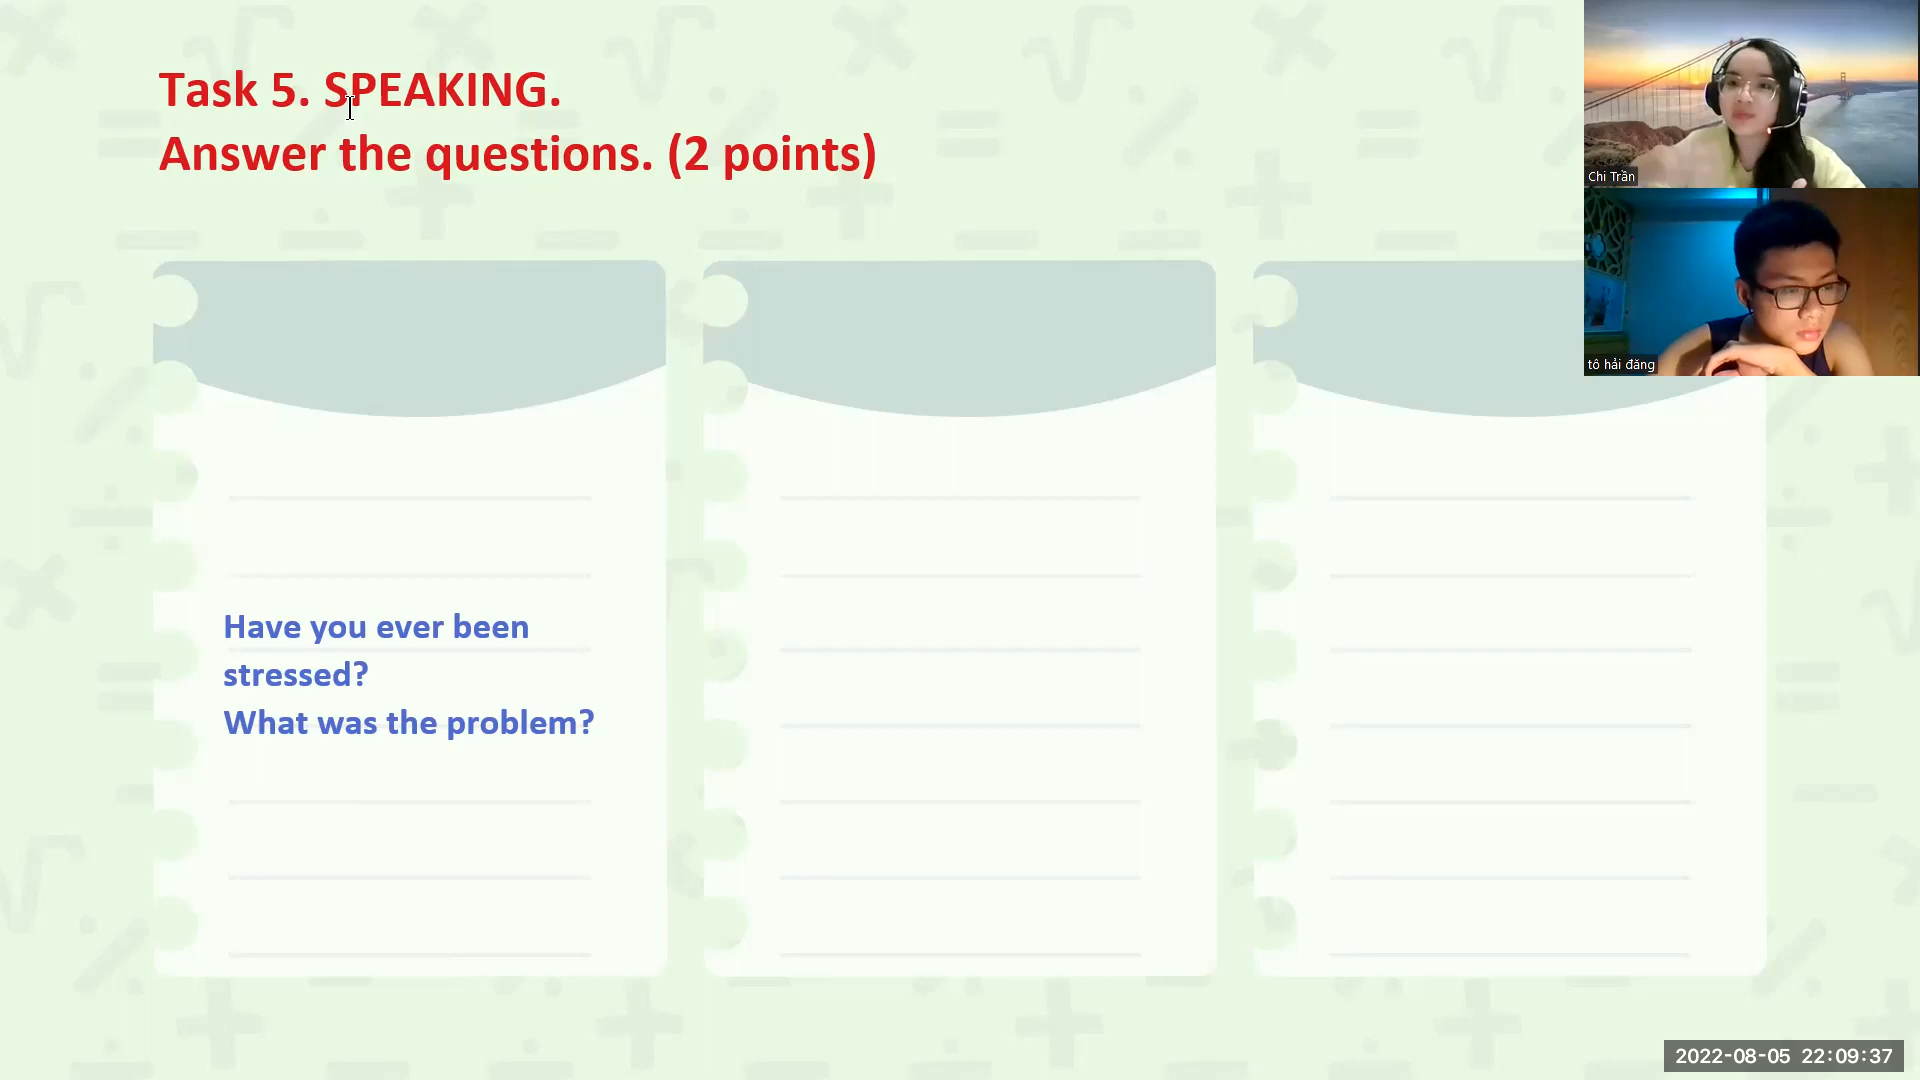 Task 5. SPEAKING.
Answer the questions. (2 points)
Chi Trần
tô hải đăng
Have you ever been
stressed?
What was the problem?
2022-08-05 22:09:37